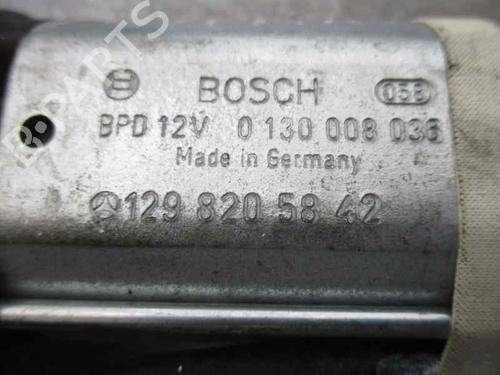 BOSCH 058
BPD 12V 0 130 008 036
Made in Germany
129 820 58 42
B-PARTS